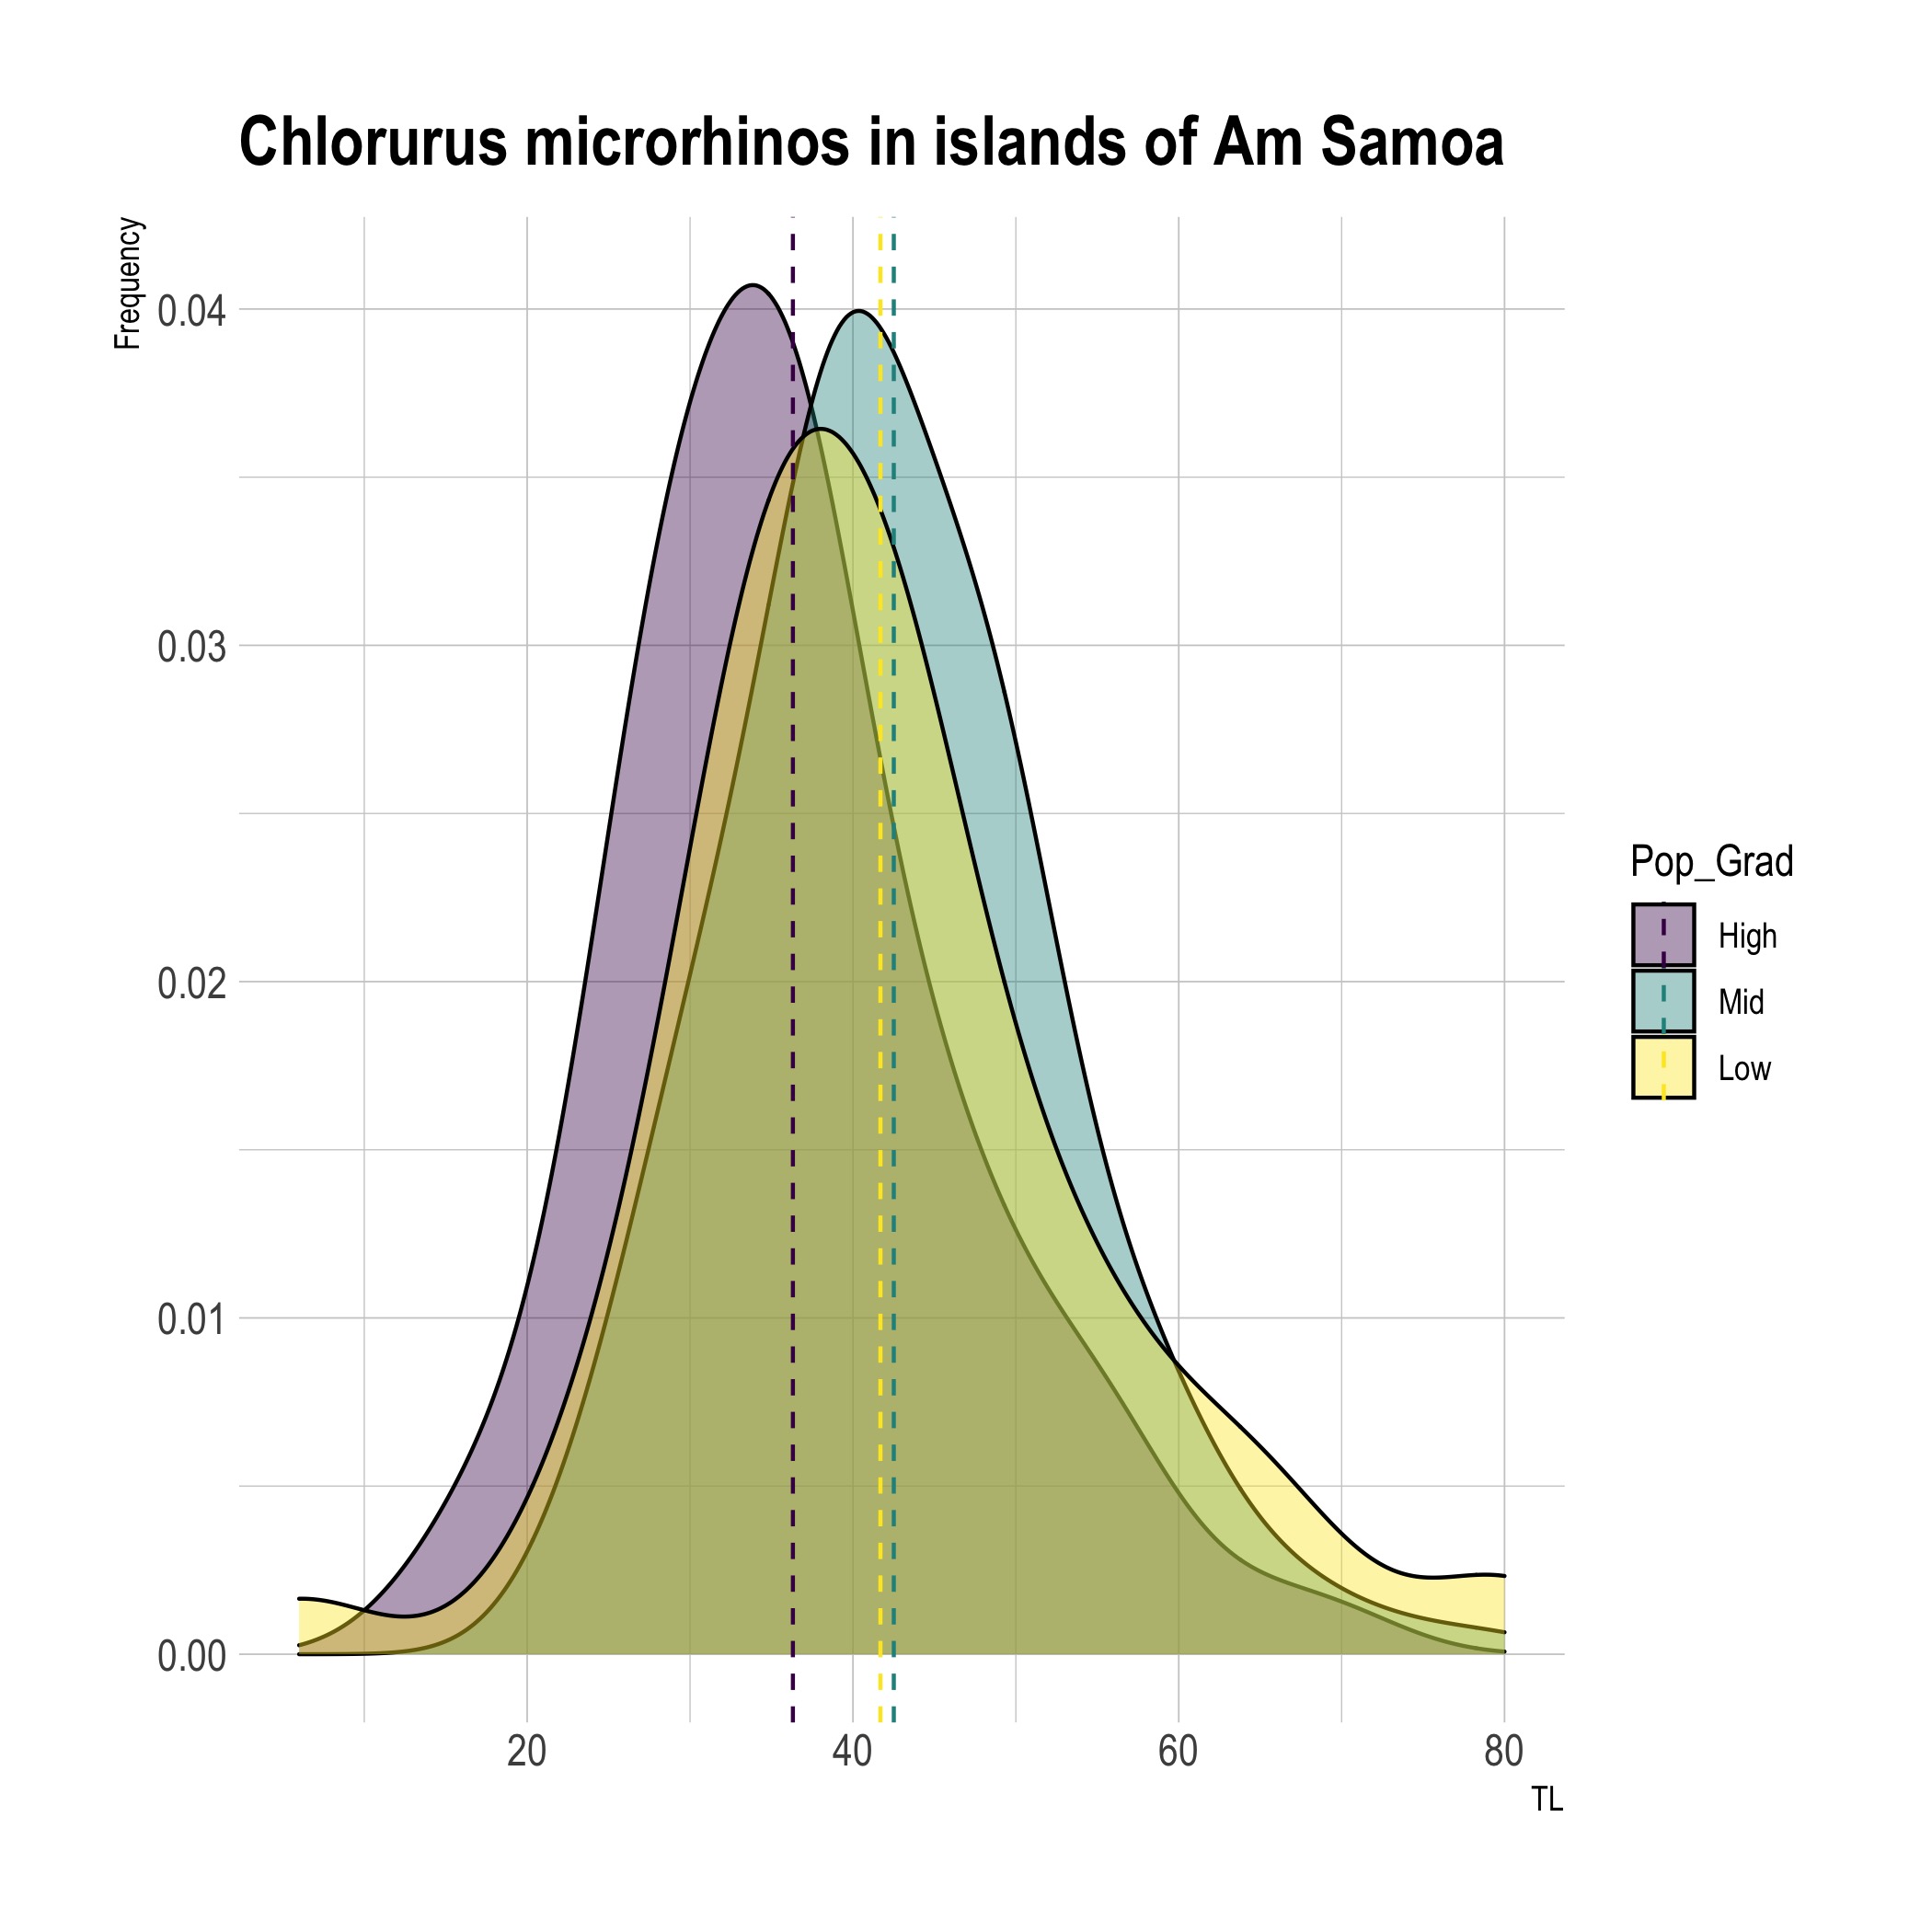 Chlorurus microrhinos in islands of Am Samoa
Frequency
0.04
0.03
0.02
0.01
0.00
20 40 60 80
TL
Pop_Grad
High
Mid
Low